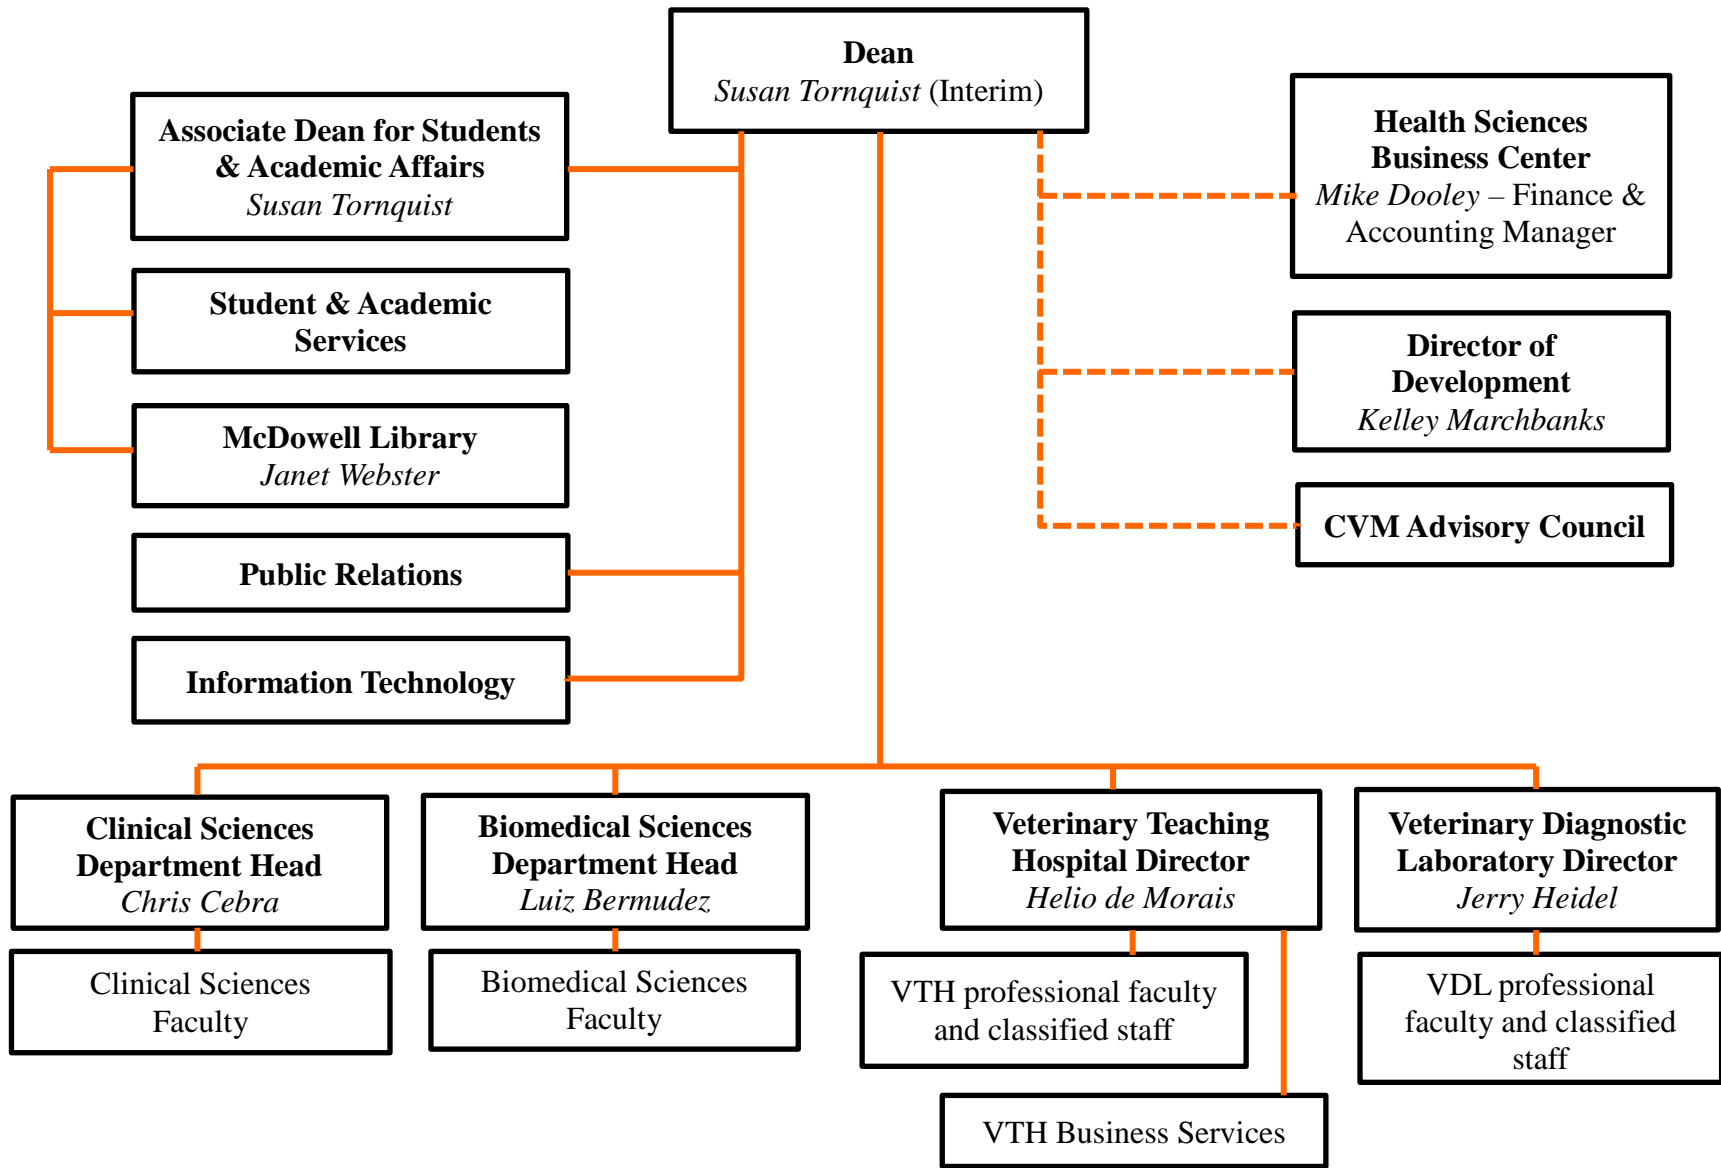 Dean
Susan Tornquist (Interim)
Associate Dean for Students
& Academic Affairs
Susan Tornquist
Student & Academic
Services
McDowell Library
Janet Webster
Public Relations
Information Technology
Health Sciences
Business Center
Mike Dooley – Finance &
Accounting Manager
Director of
Development
Kelley Marchbanks
CVM Advisory Council
Clinical Sciences
Department Head
Chris Cebra
Clinical Sciences
Faculty
Biomedical Sciences
Department Head
Luiz Bermudez
Biomedical Sciences
Faculty
Veterinary Teaching
Hospital Director
Helio de Morais
VTH professional faculty
and classified staff
VTH Business Services
Veterinary Diagnostic
Laboratory Director
Jerry Heidel
VDL professional
faculty and classified
staff